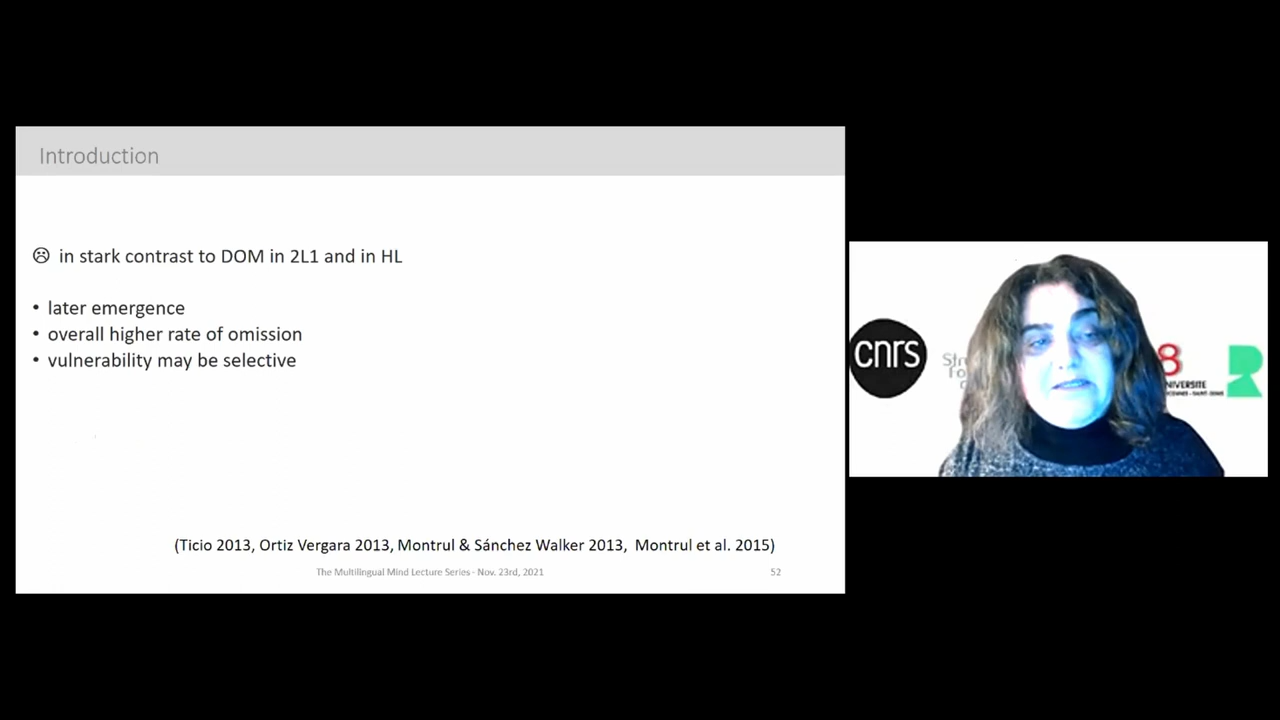 Introduction
☹ in stark contrast to DOM in 2L1 and in HL
• later emergence
• overall higher rate of omission
• vulnerability may be selective
(Ticio 2013, Ortiz Vergara 2013, Montrul & Sánchez Walker 2013, Montrul et al. 2015)
The Multilingual Mind Lecture Series - Nov. 23rd, 2021
52
cnrs
8